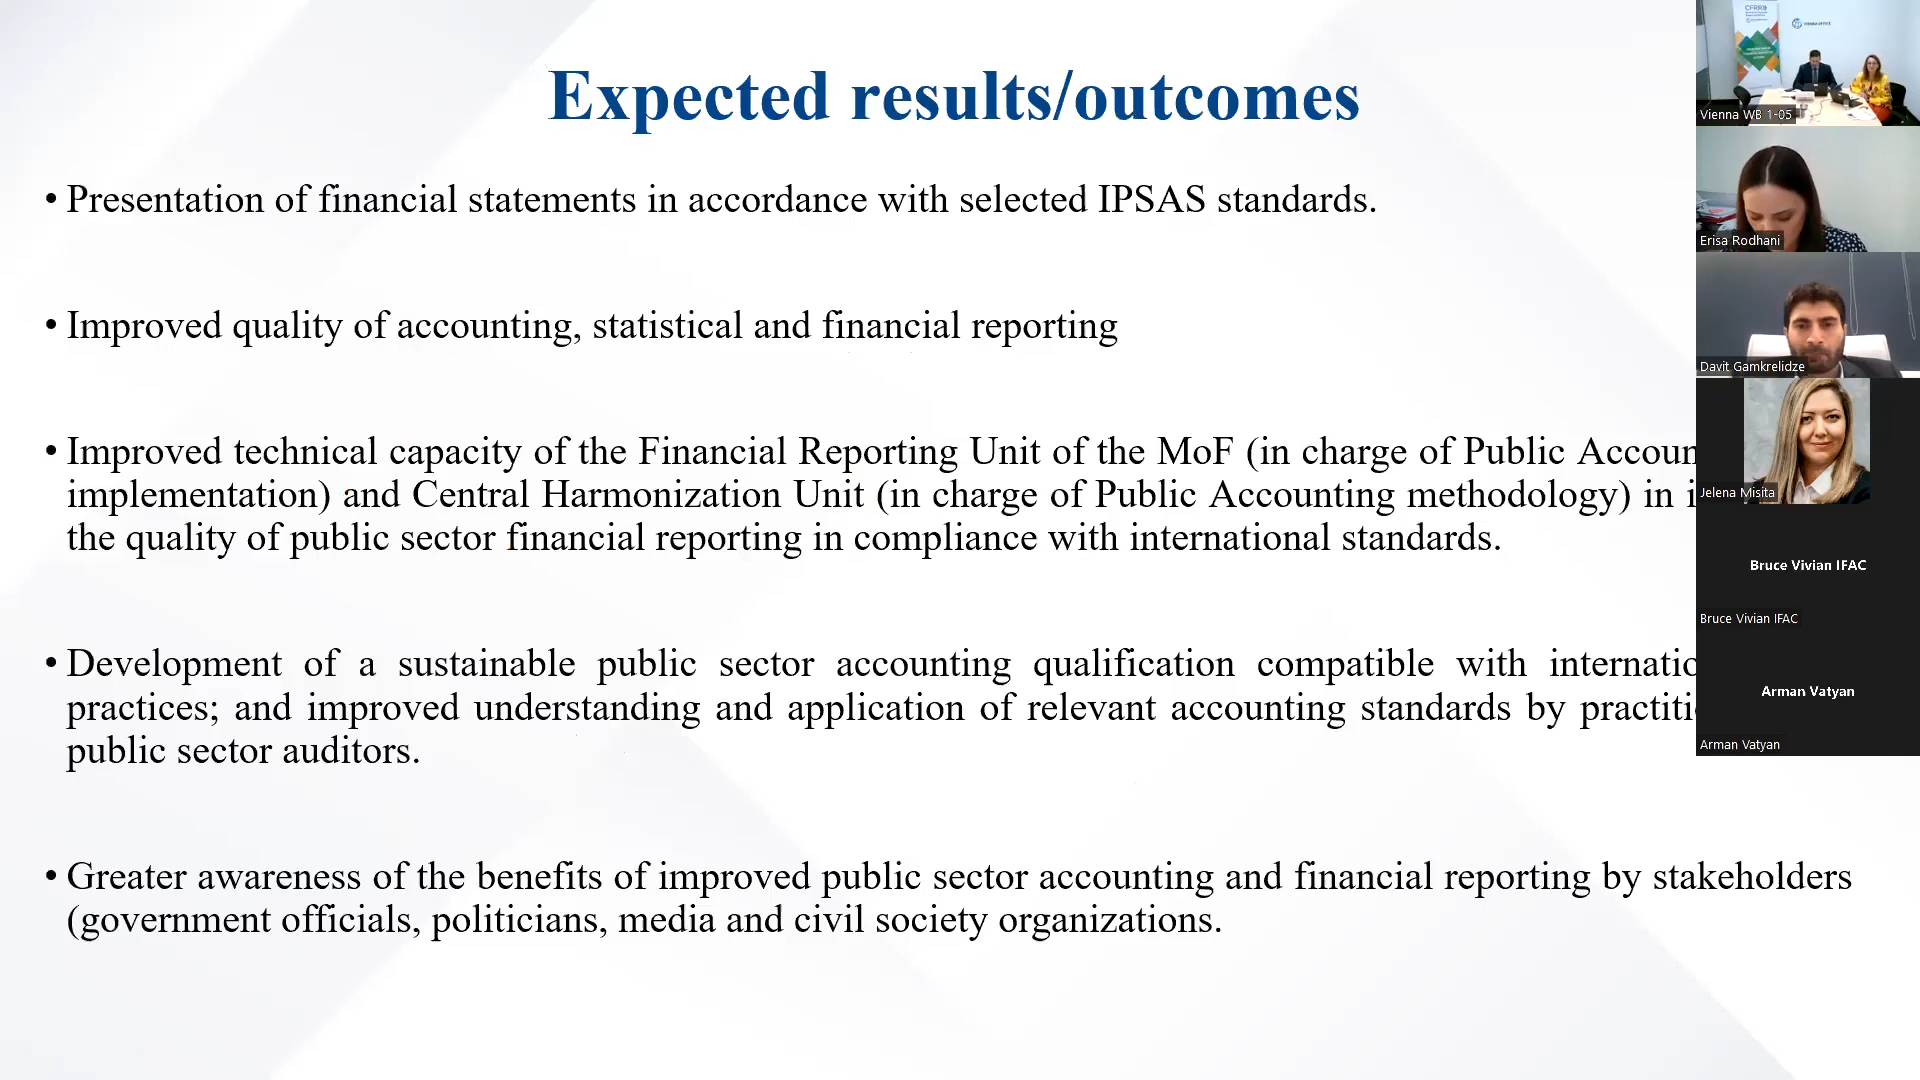 Expected results/outcomes
• Presentation of financial statements in accordance with selected IPSAS standards.
• Improved quality of accounting, statistical and financial reporting
• Improved technical capacity of the Financial Reporting Unit of the MoF (in charge of Public Accoun
implementation) and Central Harmonization Unit (in charge of Public Accounting methodology) in i
the quality of public sector financial reporting in compliance with international standards.
• Development of a sustainable public sector accounting qualification compatible with internatio
practices; and improved understanding and application of relevant accounting standards by practiti
public sector auditors.
• Greater awareness of the benefits of improved public sector accounting and financial reporting by stakeholders
(government officials, politicians, media and civil society organizations.
CFRR
VIENNA OFFICE
Vienna WB 1-05
Erisa Rodhani
Davit Gamkrelidze
Jelena Misita
Bruce Vivian IFAC
Bruce Vivian IFAC
Arman Vatyan
Arman Vatyan